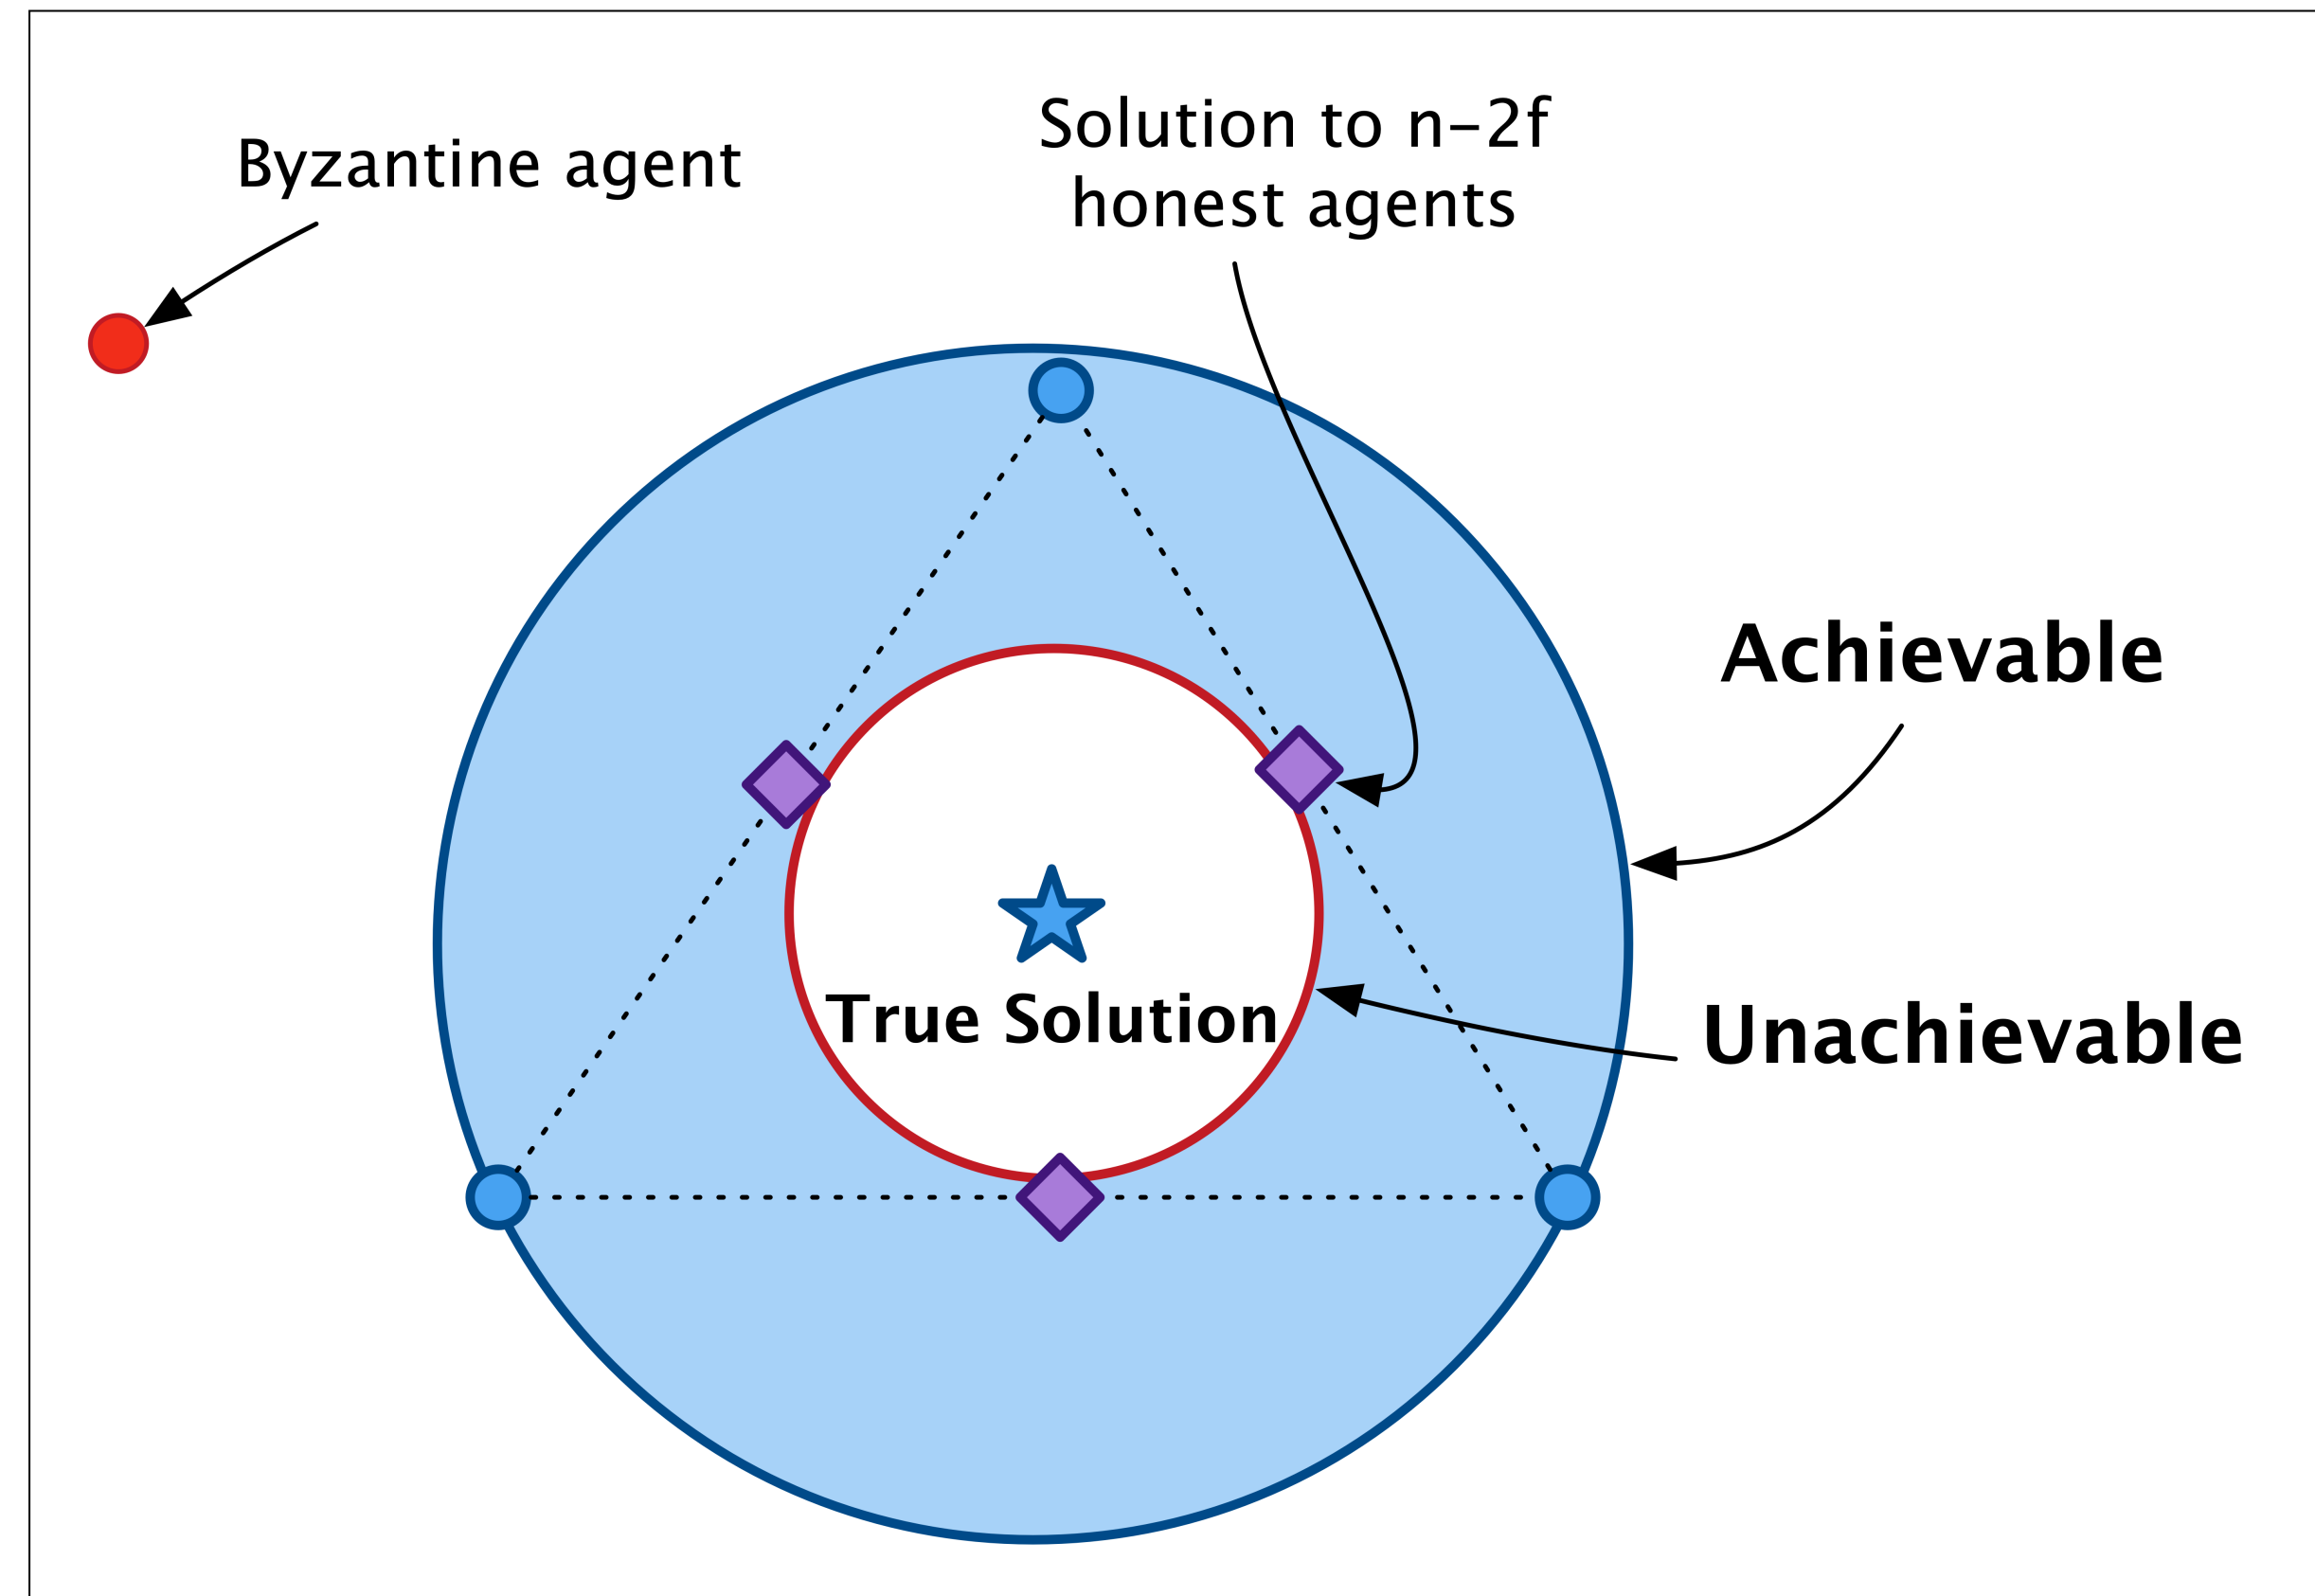 Byzantine agent
Solution to n−2f
honest agents
Achievable
True Solution
Unachievable